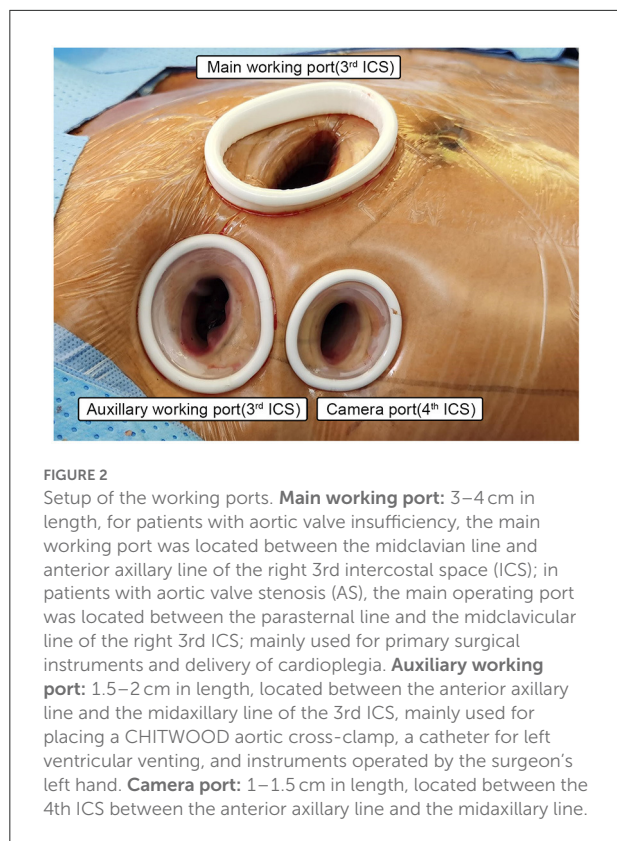 Main working port(3rd ICS)
Auxillary working port(3rd ICS)
Camera port(4th ICS)
FIGURE 2
Setup of the working ports. Main working port: 3–4 cm in
length, for patients with aortic valve insufficiency, the main
working port was located between the midclavian line and
anterior axillary line of the right 3rd intercostal space (ICS); in
patients with aortic valve stenosis (AS), the main operating port
was located between the parasternal line and the midclavicular
line of the right 3rd ICS; mainly used for primary surgical
instruments and delivery of cardioplegia. Auxiliary working
port: 1.5–2 cm in length, located between the anterior axillary
line and the midaxillary line of the 3rd ICS, mainly used for
placing a CHITWOOD aortic cross-clamp, a catheter for left
ventricular venting, and instruments operated by the surgeon's
left hand. Camera port: 1–1.5 cm in length, located between the
4th ICS between the anterior axillary line and the midaxillary line.